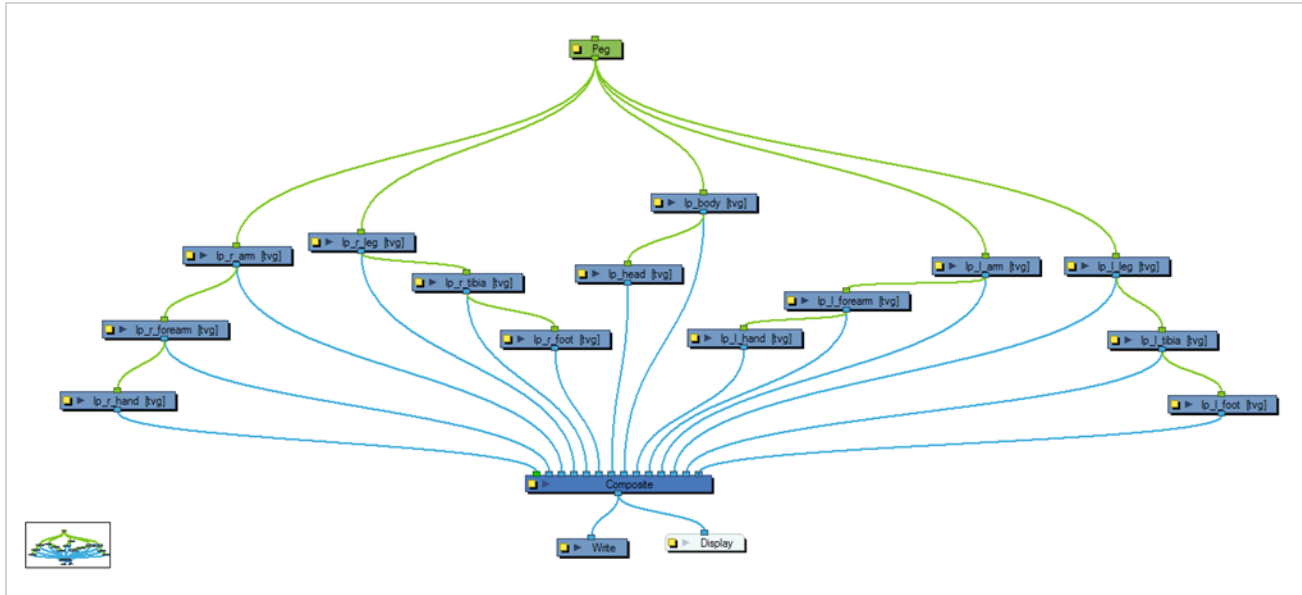 Peg
lp_body [tvg]
lp_r_leg [tvg]
lp_r_arm [tvg]
lp_l_arm [tvg]
lp_l_leg [tvg]
lp_head [tvg]
lp_r_tibia [tvg]
lp_l_forearm [tvg]
lp_r_forearm [tvg]
lp_r_foot [tvg]
lp_l_hand [tvg]
lp_l_tibia [tvg]
lp_r_hand [tvg]
lp_l_foot [tvg]
Composite
Write
Display